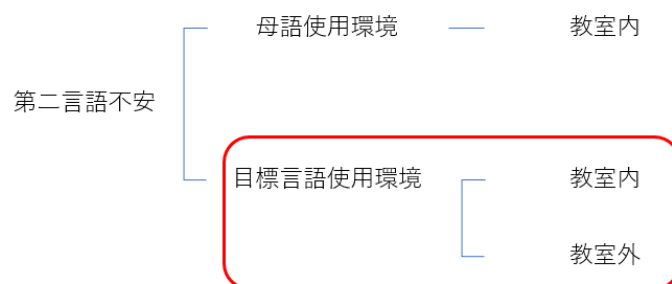 母語使用環境
教室内
第二言語不安
目標言語使用環境
教室内
教室外